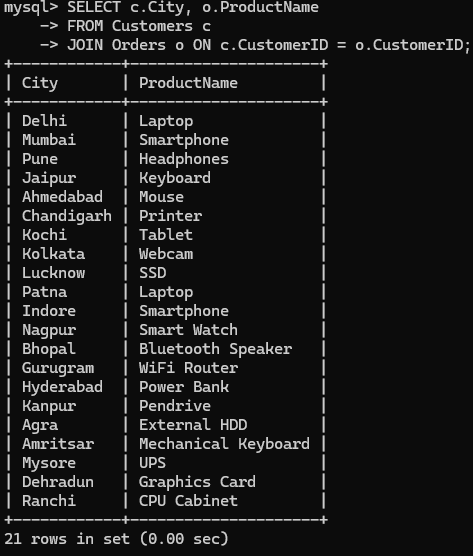 mysql> SELECT c.City, o.ProductName
    -> FROM Customers c
    -> JOIN Orders o ON c.CustomerID = o.CustomerID;
+------------+---------------------+
| City       | ProductName         |
+------------+---------------------+
| Delhi      | Laptop              |
| Mumbai     | Smartphone          |
| Pune       | Headphones          |
| Jaipur     | Keyboard            |
| Ahmedabad  | Mouse               |
| Chandigarh | Printer             |
| Kochi      | Tablet              |
| Kolkata    | Webcam              |
| Lucknow    | SSD                 |
| Patna      | Laptop              |
| Indore     | Smartphone          |
| Nagpur     | Smart Watch         |
| Bhopal     | Bluetooth Speaker   |
| Gurugram   | WiFi Router         |
| Hyderabad  | Power Bank          |
| Kanpur     | Pendrive            |
| Agra       | External HDD        |
| Amritsar   | Mechanical Keyboard |
| Mysore     | UPS                 |
| Dehradun   | Graphics Card       |
| Ranchi     | CPU Cabinet         |
+------------+---------------------+
21 rows in set (0.00 sec)